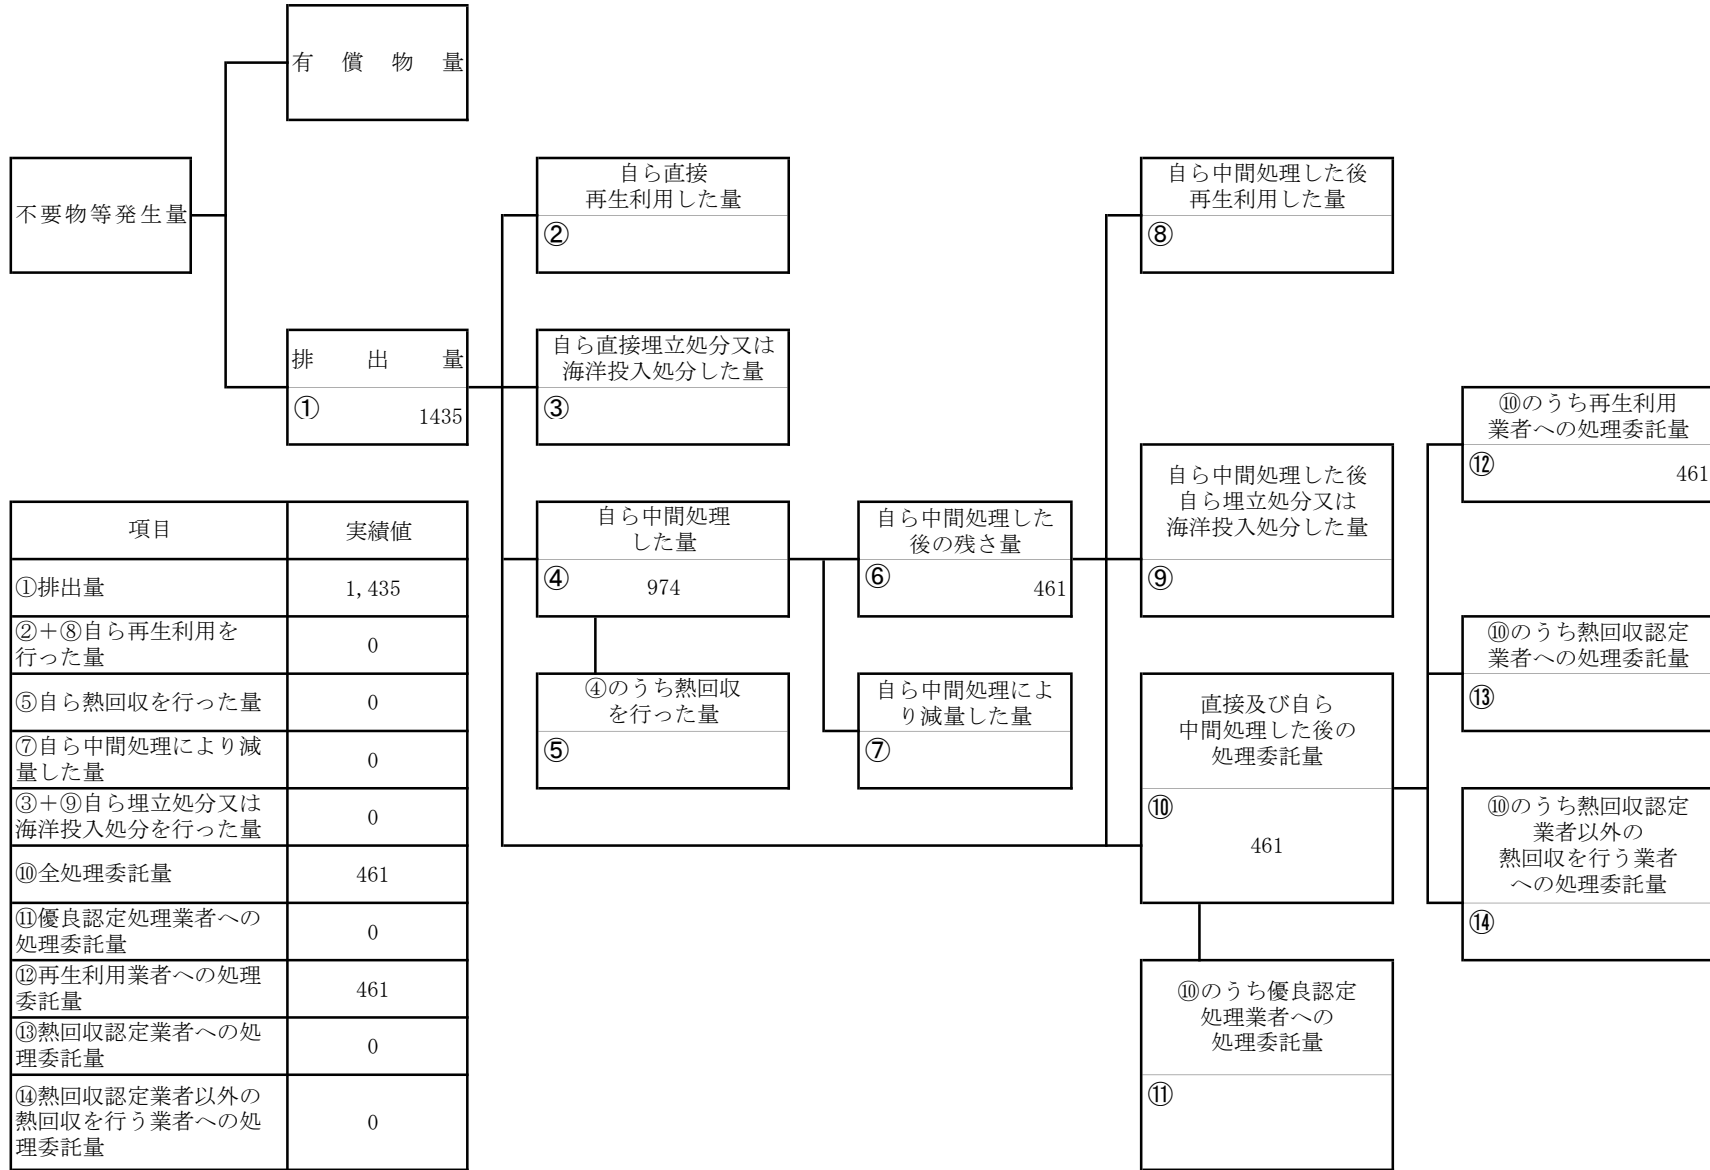 有償物量
不要物等発生量
排出量
①
1435
自ら直接
再生利用した量
②
自ら直接埋立処分又は
海洋投入処分した量
③
自ら中間処理
した量
④
974
④のうち熱回収
を行った量
⑤
自ら中間処理した
後の残さ量
⑥
461
自ら中間処理によ
り減量した量
⑦
自ら中間処理した後
再生利用した量
⑧
自ら中間処理した後
自ら埋立処分又は
海洋投入処分した量
⑨
直接及び自ら
中間処理した後の
処理委託量
⑩
461
⑩のうち優良認定
処理業者への
処理委託量
⑪
⑩のうち再生利用
業者への処理委託量
⑫
461
⑩のうち熱回収認定
業者への処理委託量
⑬
⑩のうち熱回収認定
業者以外の
熱回収を行う業者
への処理委託量
⑭
項目 実績値
①排出量 1,435
②+⑧自ら再生利用を
行った量 0
⑤自ら熱回収を行った量 0
⑦自ら中間処理により減
量した量 0
③+⑨自ら埋立処分又は
海洋投入処分を行った量 0
⑩全処理委託量 461
⑪優良認定処理業者への
処理委託量 0
⑫再生利用業者への処理
委託量 461
⑬熱回収認定業者への処
理委託量 0
⑭熱回収認定業者以外の
熱回収を行う業者への処
理委託量 0